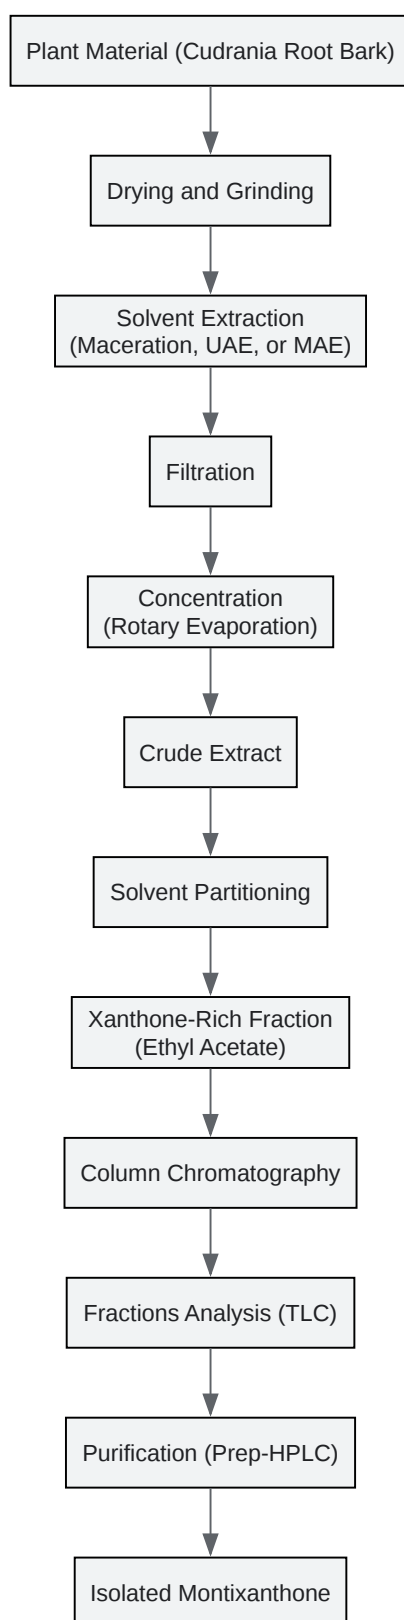 Plant Material (Cudrania Root Bark)
Drying and Grinding
Solvent Extraction
(Maceration, UAE, or MAE)
Filtration
Concentration
(Rotary Evaporation)
Crude Extract
Solvent Partitioning
Xanthone-Rich Fraction
(Ethyl Acetate)
Column Chromatography
Fractions Analysis (TLC)
Purification (Prep-HPLC)
Isolated Montixanthone